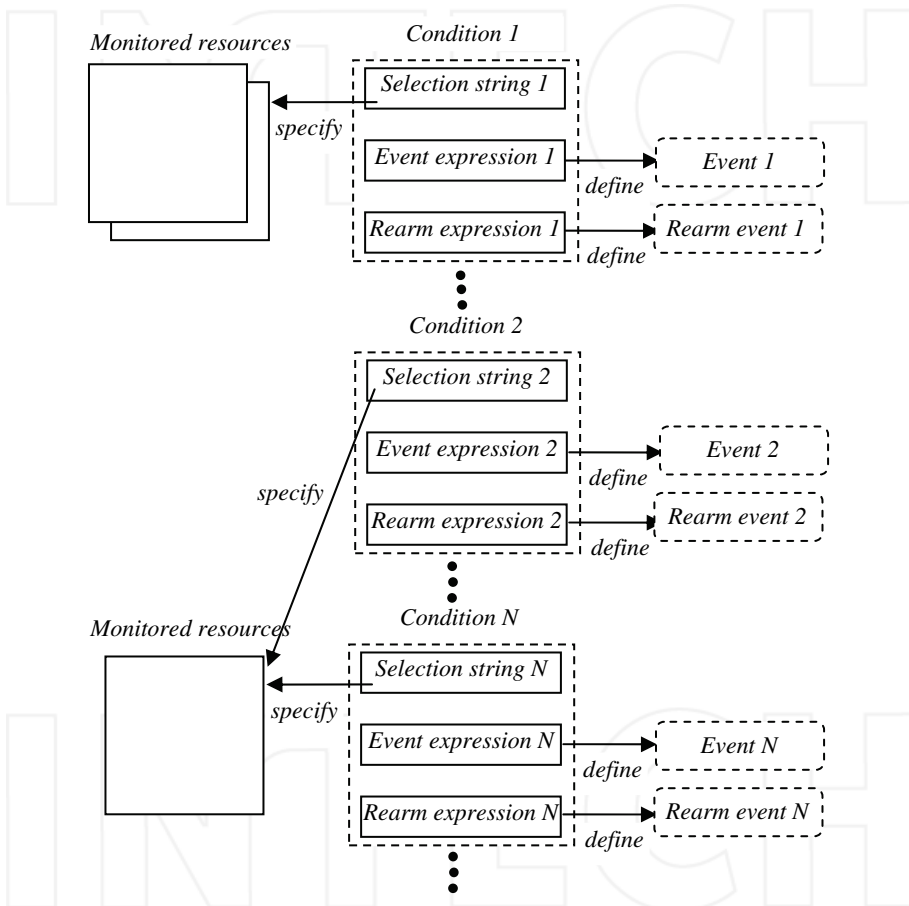 INTECH
Condition 1
Monitored resources
Selection string 1
specify
Event expression 1
Event 1
define
Rearm expression 1
Rearm event 1
define
Condition 2
Selection string 2
Event expression 2
Event 2
define
specify
Rearm expression 2
Rearm event 2
define
Condition N
Monitored resources
Selection string N
specify
Event expression N
Event N
define
Rearm expression N
Rearm event N
define
INTECH